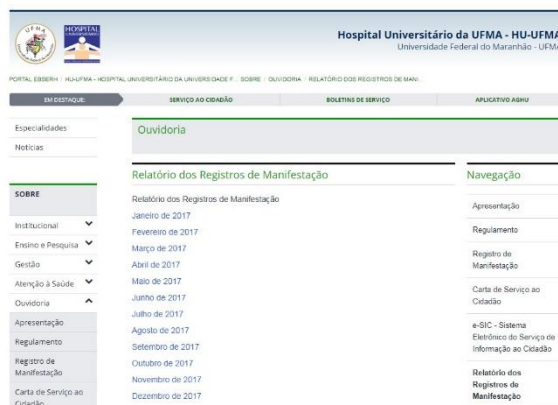 UFMA
HOSPITAL
UNIVERSITÁRIO
Hospital Universitário da UFMA - HU-UFMA
Universidade Federal do Maranhão - UFMA
PORTAL EBSERH / HU-UFMA - HOSPITAL UNIVERSITÁRIO DA UNIVERSIDADE F... / SOBRE / OUVIDORIA / RELATÓRIO DOS REGISTROS DE MANI
EM DESTAQUE:
SERVIÇO AO CIDADÃO
BOLETINS DE SERVIÇO
APLICATIVO AGHU
Especialidades
Notícias
SOBRE
Institucional
Ensino e Pesquisa
Gestão
Atenção à Saúde
Ouvidoria
Apresentação
Regulamento
Registro de
Manifestação
Carta de Serviço ao
Cidadão
Ouvidoria
Relatório dos Registros de Manifestação
Relatório dos Registros de Manifestação
Janeiro de 2017
Fevereiro de 2017
Março de 2017
Abril de 2017
Maio de 2017
Junho de 2017
Julho de 2017
Agosto de 2017
Setembro de 2017
Outubro de 2017
Novembro de 2017
Dezembro de 2017
Navegação
Apresentação
Regulamento
Registro de
Manifestação
Carta de Serviço ao
Cidadão
e-SIC - Sistema
Eletrônico do Serviço de
Informação ao Cidadão
Relatório dos
Registros de
Manifestação